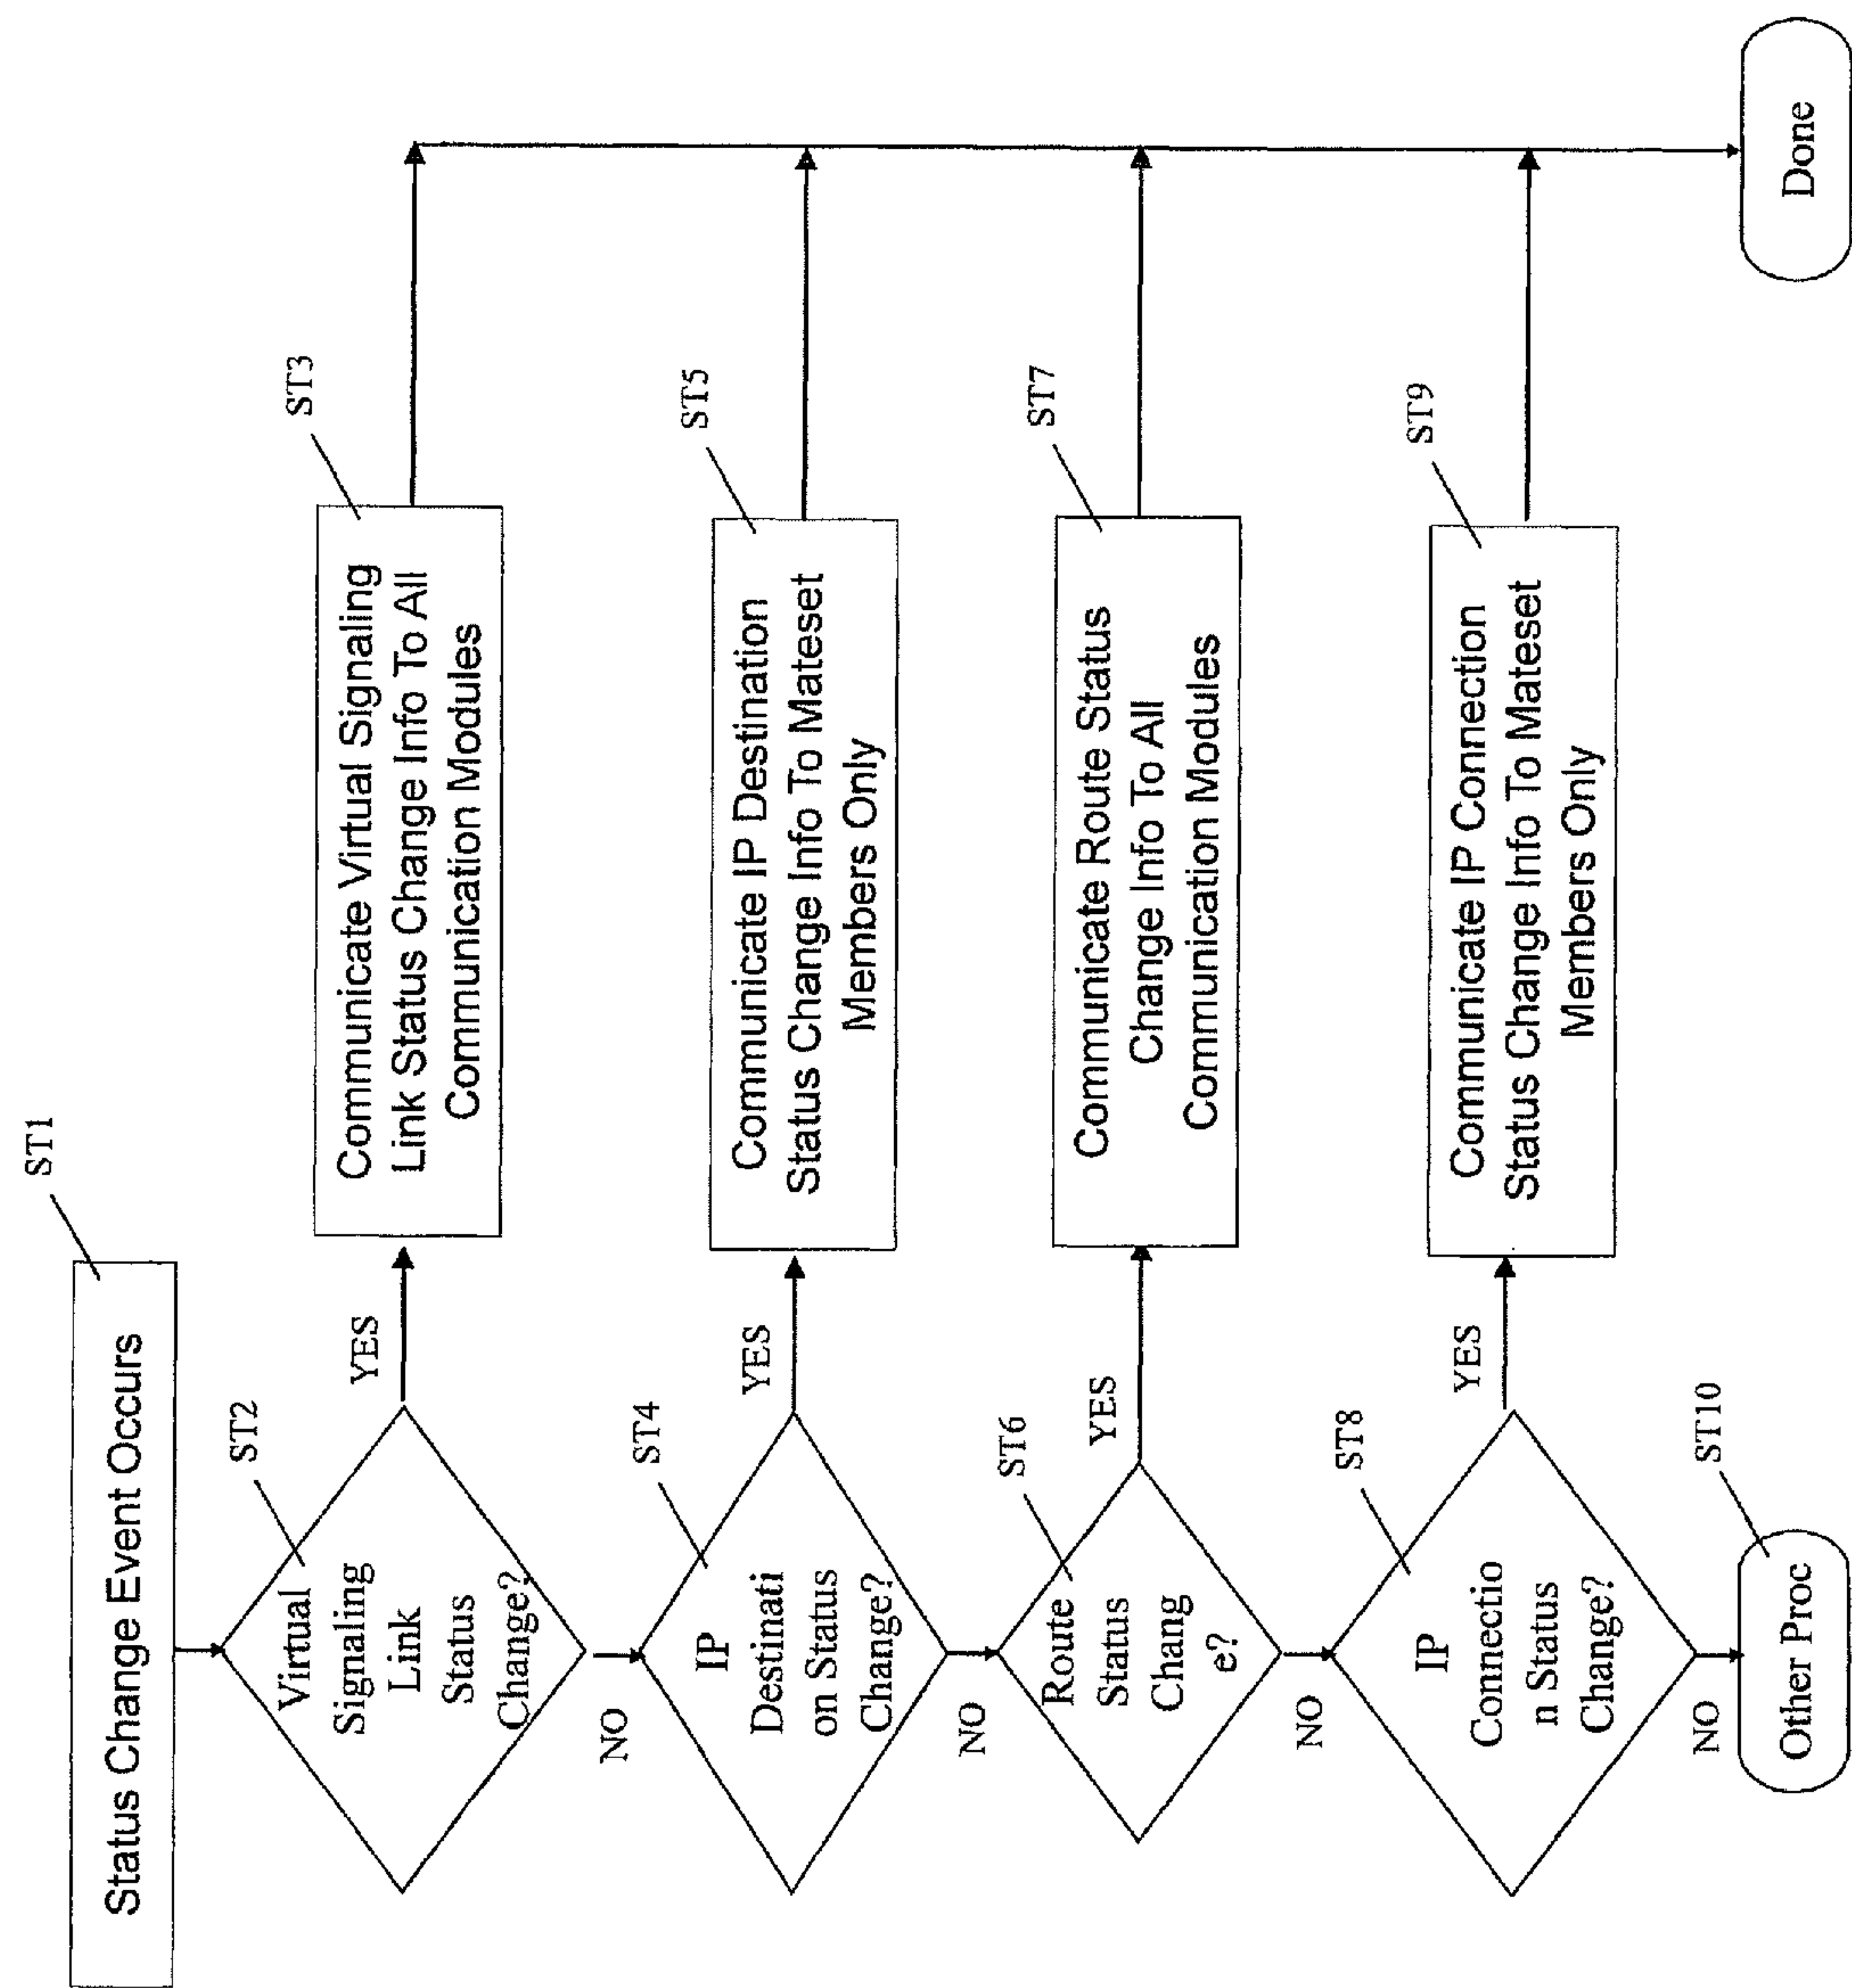 Status Change Event Occurs
ST1
Virtual
Signaling
Link
Status
Change?
ST2
YES
Communicate Virtual Signaling
Link Status Change Info To All
Communication Modules
ST3
NO
IP
Destinati
on Status
Change?
ST4
YES
Communicate IP Destination
Status Change Info To Mateset
Members Only
ST5
NO
Route
Status
Chang
e?
ST6
YES
Communicate Route Status
Change Info To All
Communication Modules
ST7
NO
IP
Connectio
n Status
Change?
ST8
YES
Communicate IP Connection
Status Change Info To Mateset
Members Only
ST9
NO
Other Proc
ST10
Done